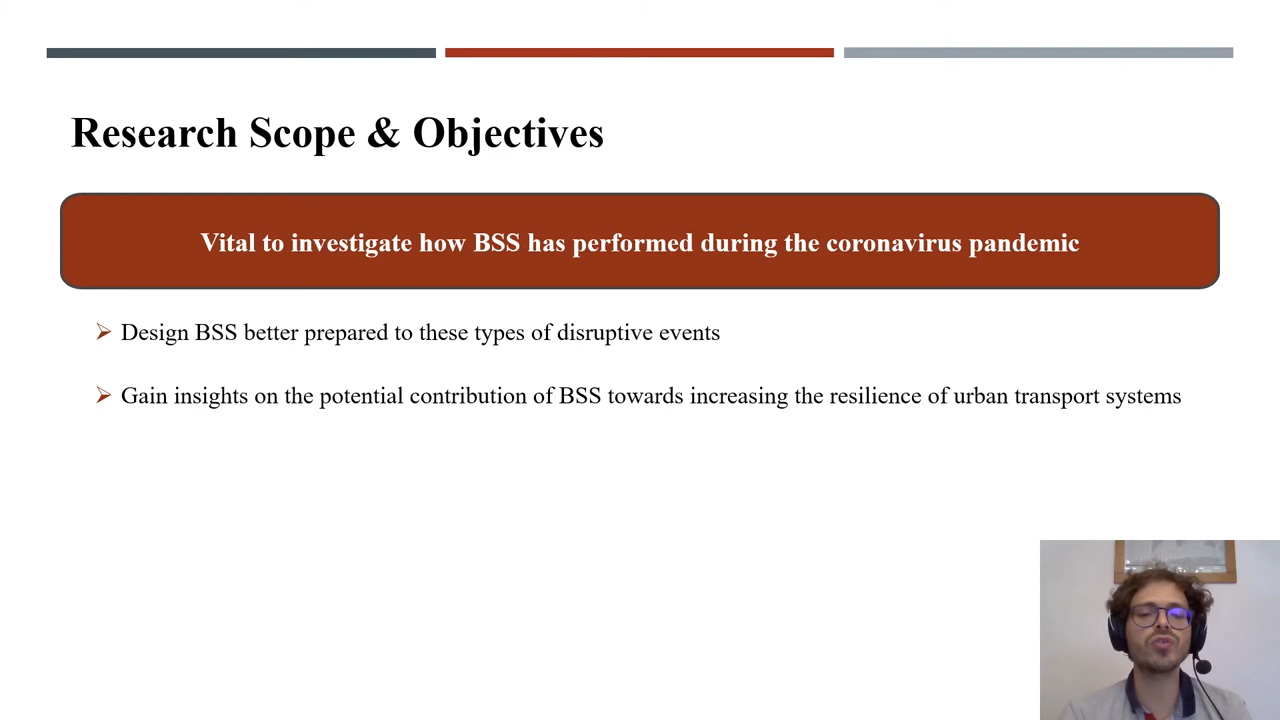 Research Scope & Objectives
Vital to investigate how BSS has performed during the coronavirus pandemic
Design BSS better prepared to these types of disruptive events
Gain insights on the potential contribution of BSS towards increasing the resilience of urban transport systems